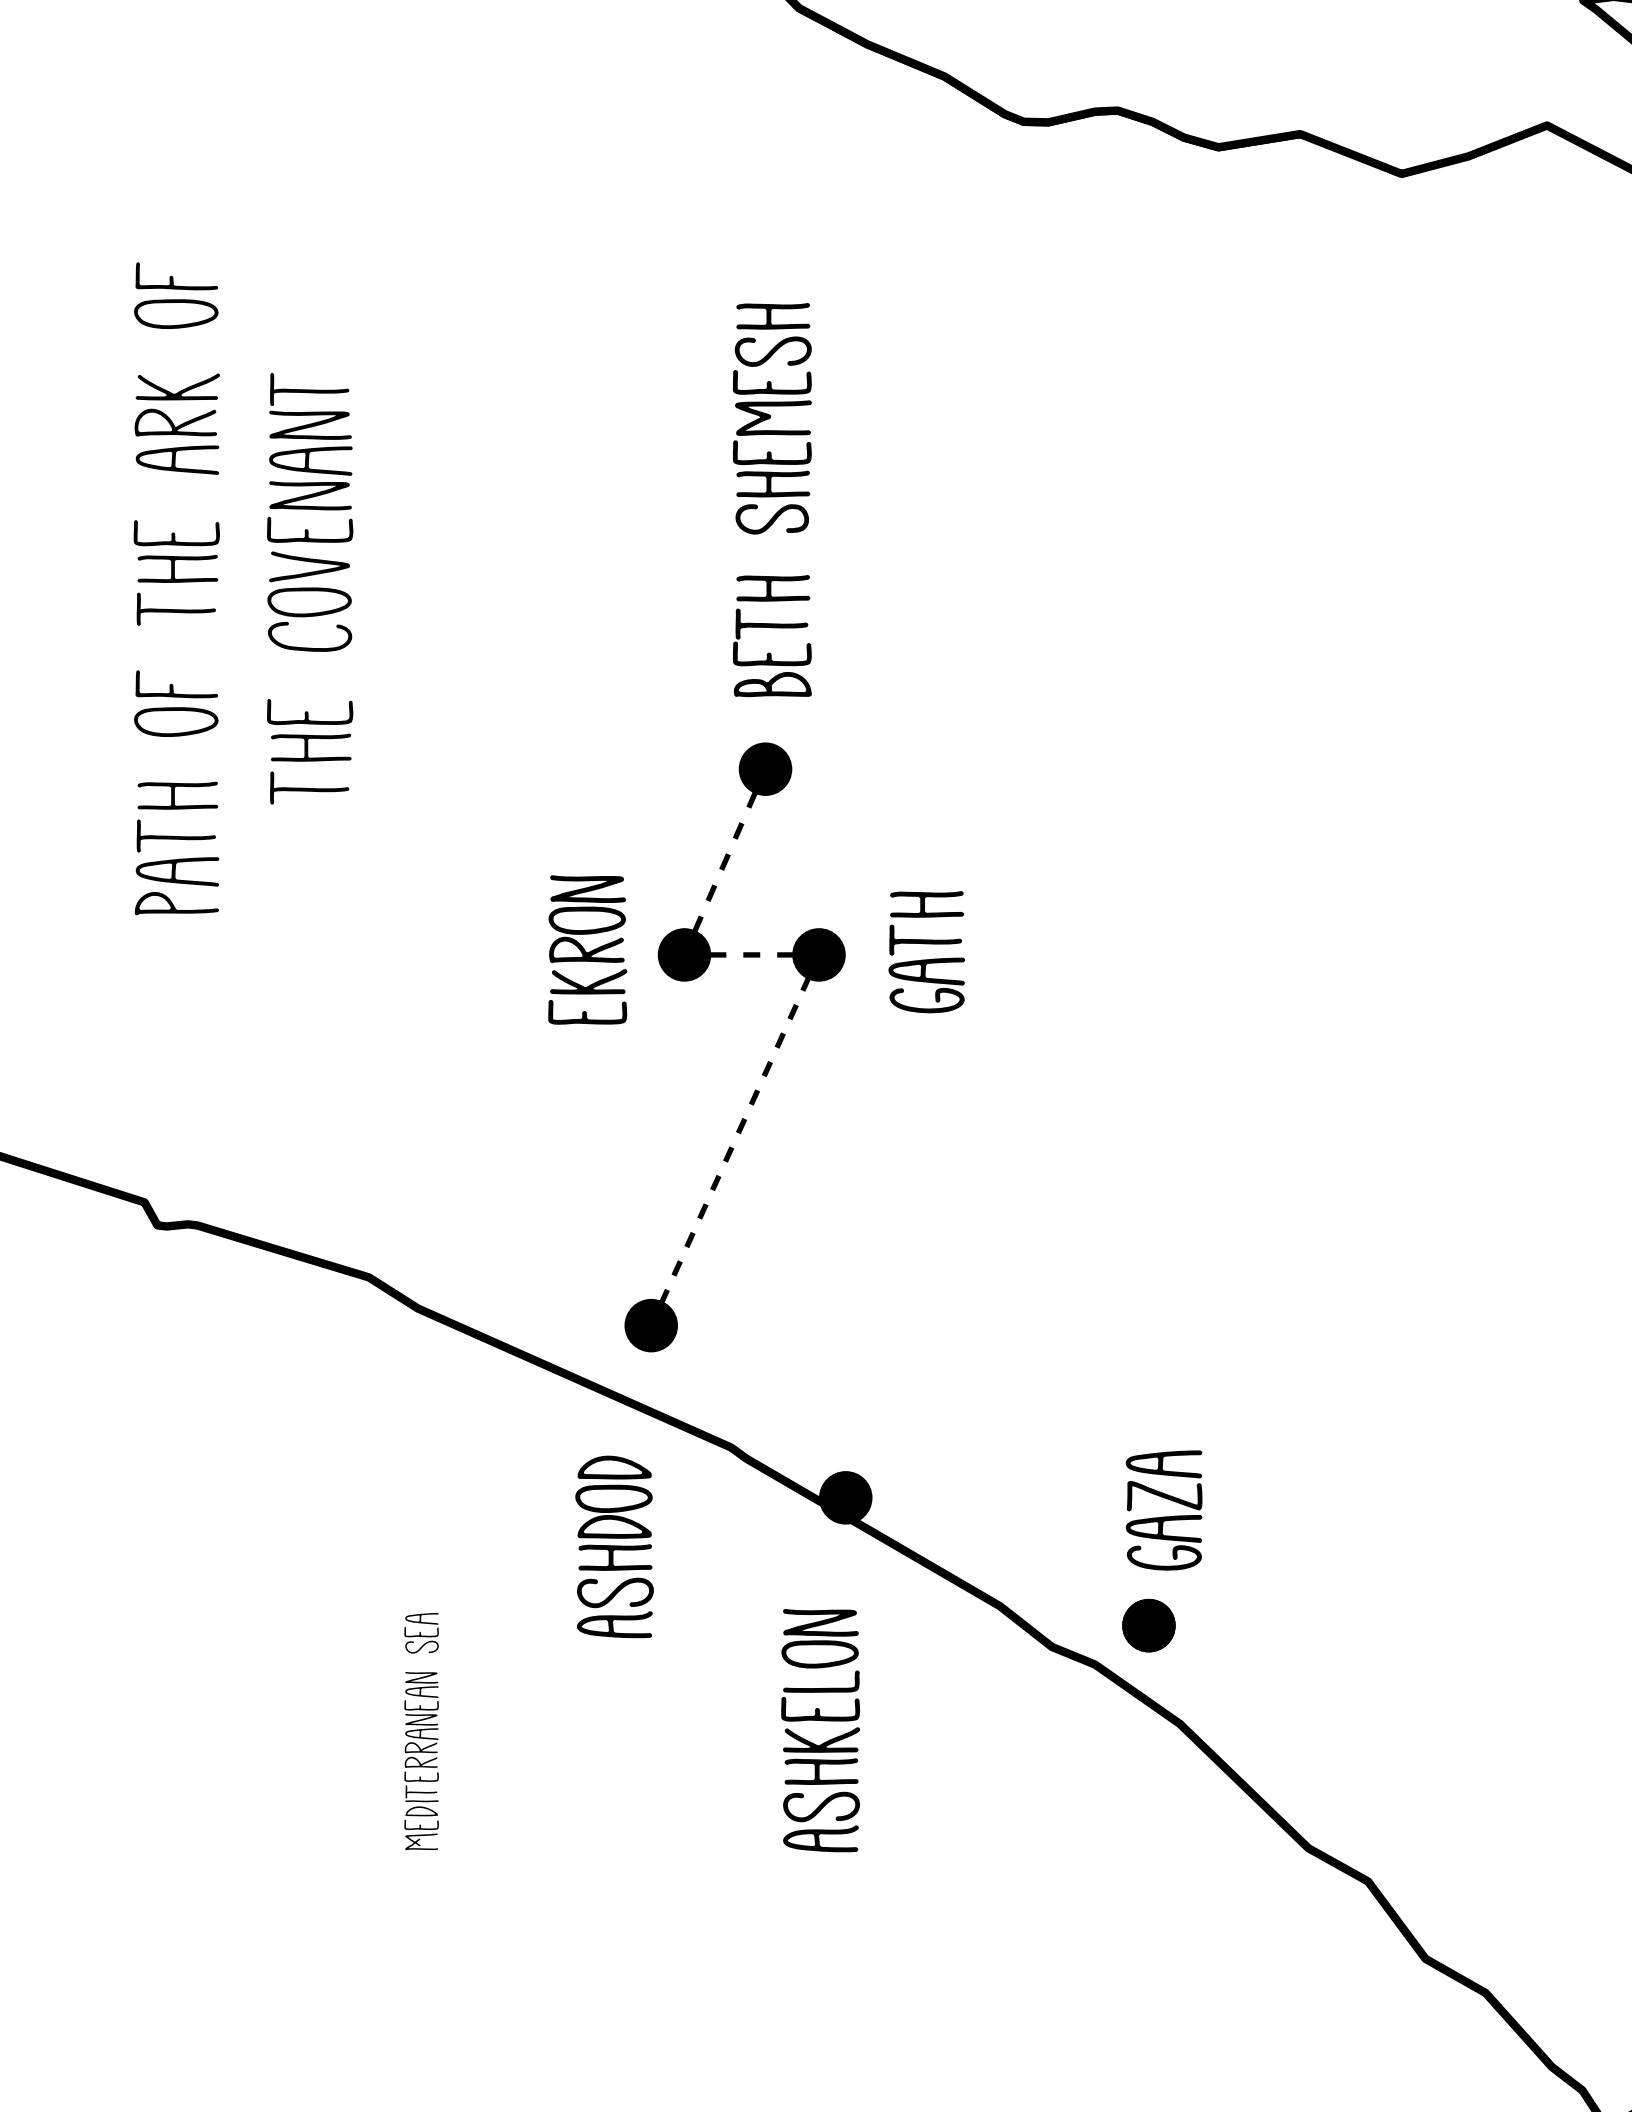 PATH OF THE ARK OF
THE COVENANT
EKRON
BETH SHEMESH
GATH
ASHDOD
GAZA
ASHKELON
MEDITERRANEAN SEA